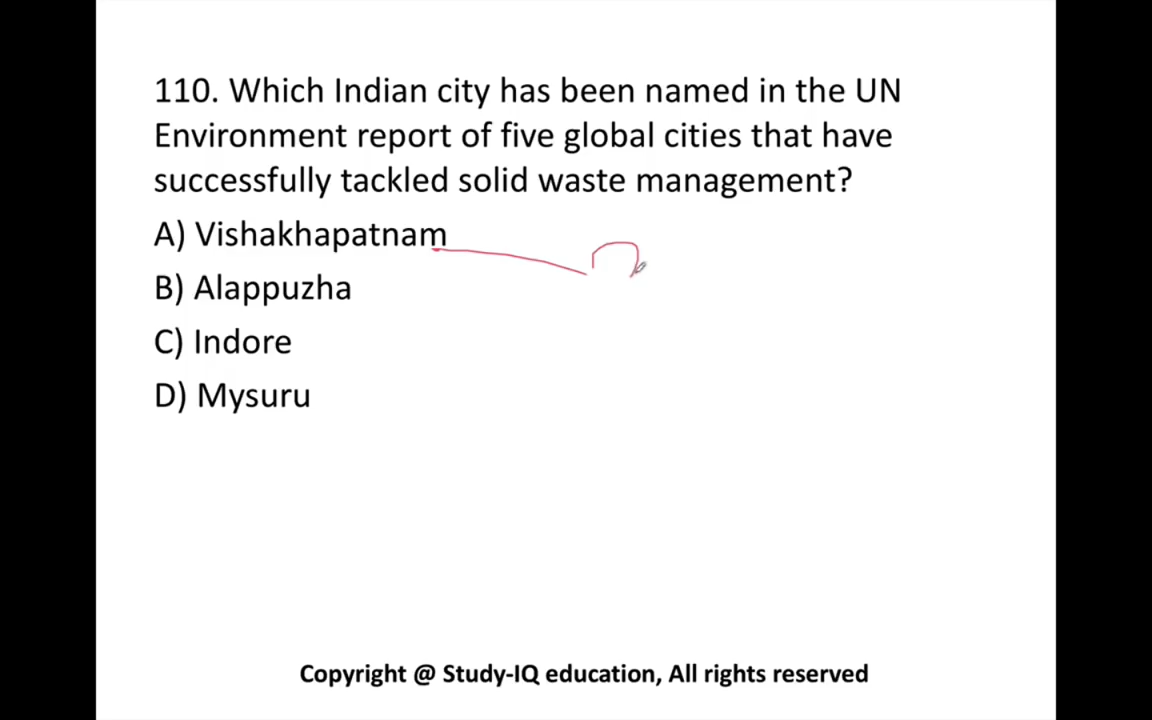 110. Which Indian city has been named in the UN
Environment report of five global cities that have
successfully tackled solid waste management?
A) Vishakhapatnam
B) Alappuzha
C) Indore
D) Mysuru
Copyright @ Study-IQ education, All rights reserved